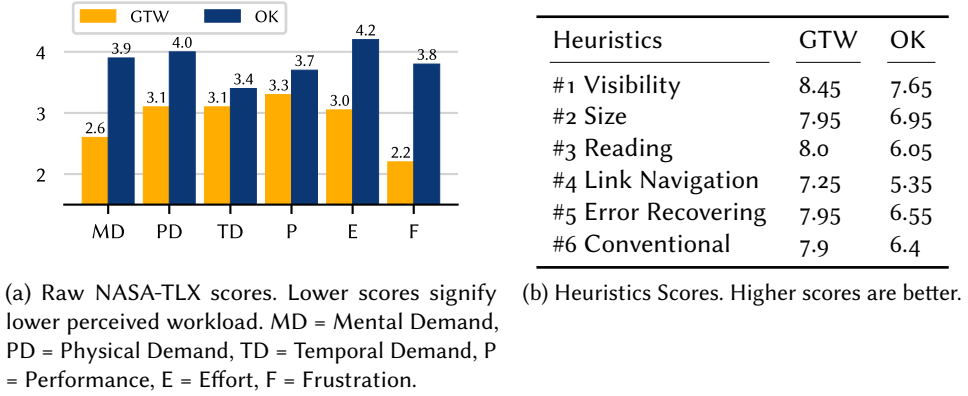 GTW OK
4
3
2
2.6 3.9 3.1 4.0 3.1 3.4 3.3 3.7 3.0 4.2 2.2 3.8
MD PD TD P E F
(a) Raw NASA-TLX scores. Lower scores signify
lower perceived workload. MD = Mental Demand,
PD = Physical Demand, TD = Temporal Demand, P
= Performance, E = Effort, F = Frustration.
Heuristics GTW OK
#1 Visibility 8.45 7.65
#2 Size 7.95 6.95
#3 Reading 8.0 6.05
#4 Link Navigation 7.25 5.35
#5 Error Recovering 7.95 6.55
#6 Conventional 7.9 6.4
(b) Heuristics Scores. Higher scores are better.